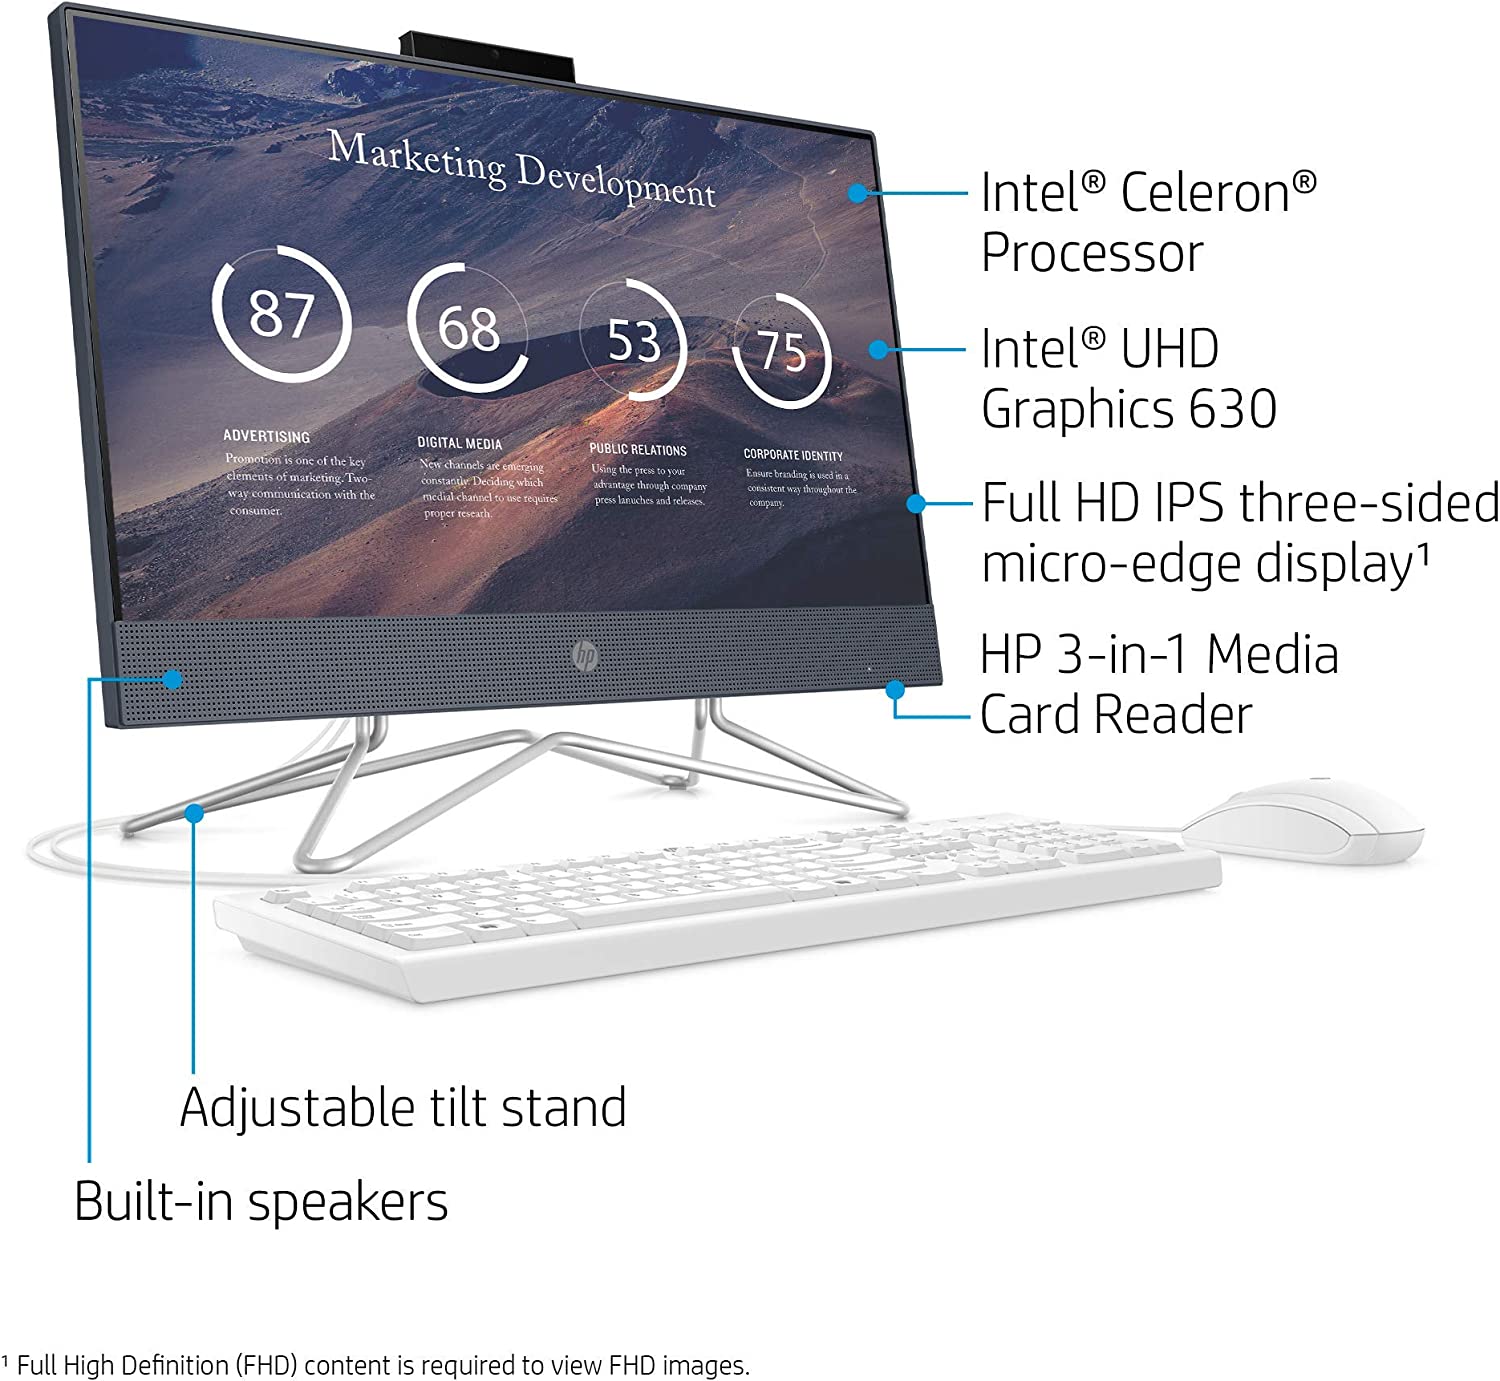 Marketing Development
87
68
53
75
ADVERTISING
Promotion is one of the key
elements of marketing. Two-
way communication with the
consumer.
DIGITAL MEDIA
New channels are emerging
constantly. Deciding which
medial channel to use requires
proper reseach.
PUBLIC RELATIONS
Using the press to your
advantage through company
press lanuches and releases.
CORPORATE IDENTITY
Ensure branding is used in a
consistent way throughout the
company.
hp
Intel® Celeron®
Processor
Intel® UHD
Graphics 630
Full HD IPS three-sided
micro-edge display¹
HP 3-in-1 Media
Card Reader
Adjustable tilt stand
Built-in speakers
¹ Full High Definition (FHD) content is required to view FHD images.